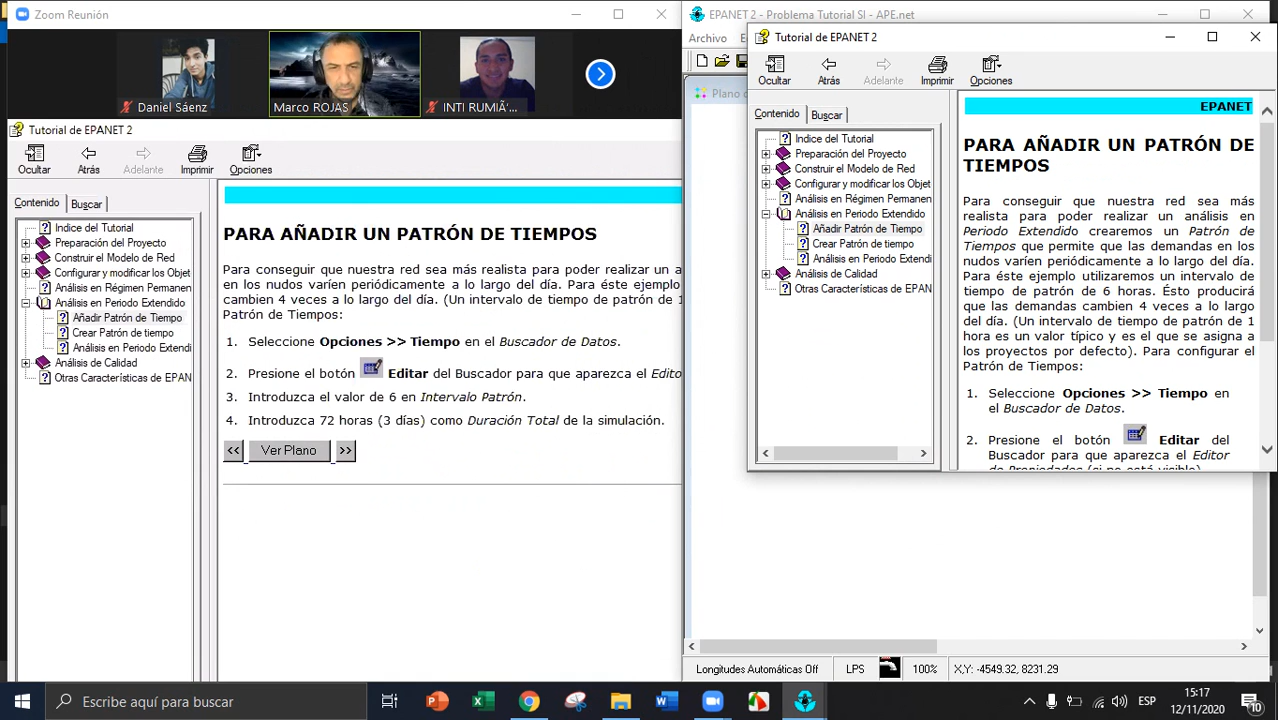 Zoom Reunión
Daniel Sáenz
Marco ROJAS
INTI RUMIÃ'...
Tutorial de EPANET 2
Ocultar
Atrás
Adelante
Imprimir
Opciones
Contenido
Buscar
Indice del Tutorial
Preparación del Proyecto
Construir el Modelo de Red
Configurar y modificar los Objet
Análisis en Régimen Permanen
Análisis en Periodo Extendido
Añadir Patrón de Tiempo
Crear Patrón de tiempo
Análisis en Periodo Extendi
Análisis de Calidad
Otras Características de EPAN
PARA AÑADIR UN PATRÓN DE TIEMPOS
Para conseguir que nuestra red sea más realista para poder realizar un a
en los nudos varíen periódicamente a lo largo del día. Para éste ejemplo
cambien 4 veces a lo largo del día. (Un intervalo de tiempo de patrón de 1
Patrón de Tiempos:
1. Seleccione Opciones >> Tiempo en el Buscador de Datos.
2. Presione el botón Editar del Buscador para que aparezca el Edito
3. Introduzca el valor de 6 en Intervalo Patrón.
4. Introduzca 72 horas (3 días) como Duración Total de la simulación.
<< Ver Plano >>
EPANET 2 - Problema Tutorial SI - APE.net
Archivo
Plano d
Tutorial de EPANET 2
Ocultar
Atrás
Adelante
Imprimir
Opciones
Contenido
Buscar
Indice del Tutorial
Preparación del Proyecto
Construir el Modelo de Red
Configurar y modificar los Objet
Análisis en Régimen Permanen
Análisis en Periodo Extendido
Añadir Patrón de Tiempo
Crear Patrón de tiempo
Análisis en Periodo Extendi
Análisis de Calidad
Otras Características de EPAN
EPANET
PARA AÑADIR UN PATRÓN DE
TIEMPOS
Para conseguir que nuestra red sea más
realista para poder realizar un análisis en
Periodo Extendido crearemos un Patrón de
Tiempos que permite que las demandas en los
nudos varíen periódicamente a lo largo del día.
Para éste ejemplo utilizaremos un intervalo de
tiempo de patrón de 6 horas. Ésto producirá
que las demandas cambien 4 veces a lo largo
del día. (Un intervalo de tiempo de patrón de 1
hora es un valor típico y es el que se asigna a
los proyectos por defecto). Para configurar el
Patrón de Tiempos:
1. Seleccione Opciones >> Tiempo en
el Buscador de Datos.
2. Presione el botón Editar del
Buscador para que aparezca el Editor
de Propiedades (si no está visible)
Longitudes Automáticas Off
LPS
100%
X,Y: -4549.32, 8231.29
Escribe aquí para buscar
ESP
15:17
12/11/2020
10